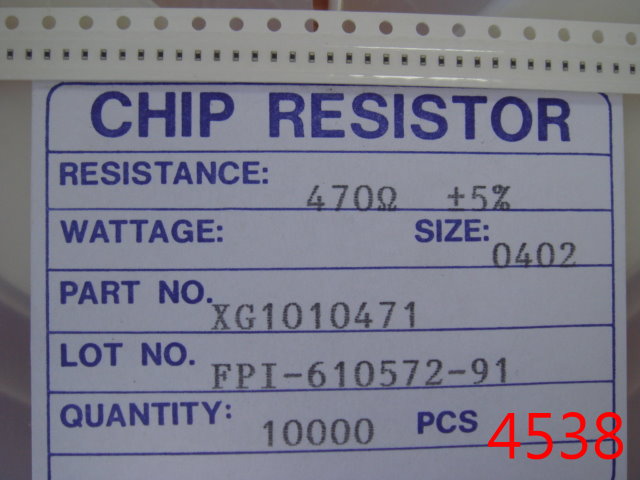 CHIP RESISTOR
RESISTANCE: 470Ω ±5%
WATTAGE: SIZE: 0402
PART NO. XG1010471
LOT NO. FPI-610572-91
QUANTITY: 10000 PCS
4538